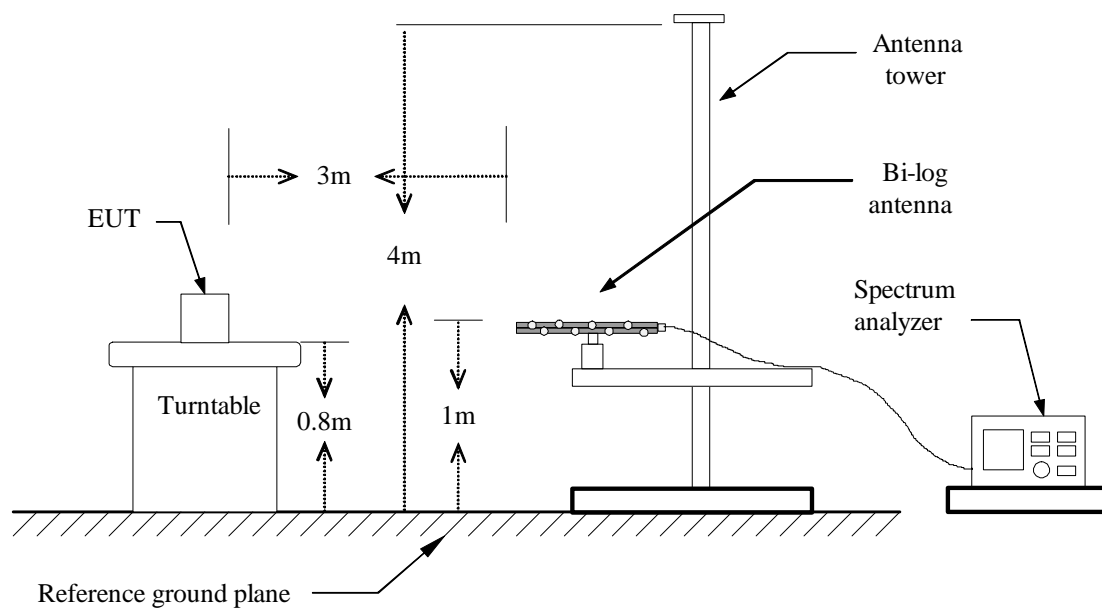 Antenna
tower
3m
Bi-log
antenna
EUT
4m
Spectrum
analyzer
Turntable
0.8m
1m
Reference ground plane